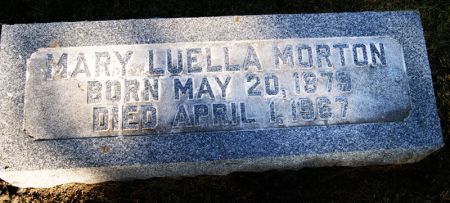 MARY LUELLA MORTON
BORN MAY 20, 1879
DIED APRIL 1, 1967